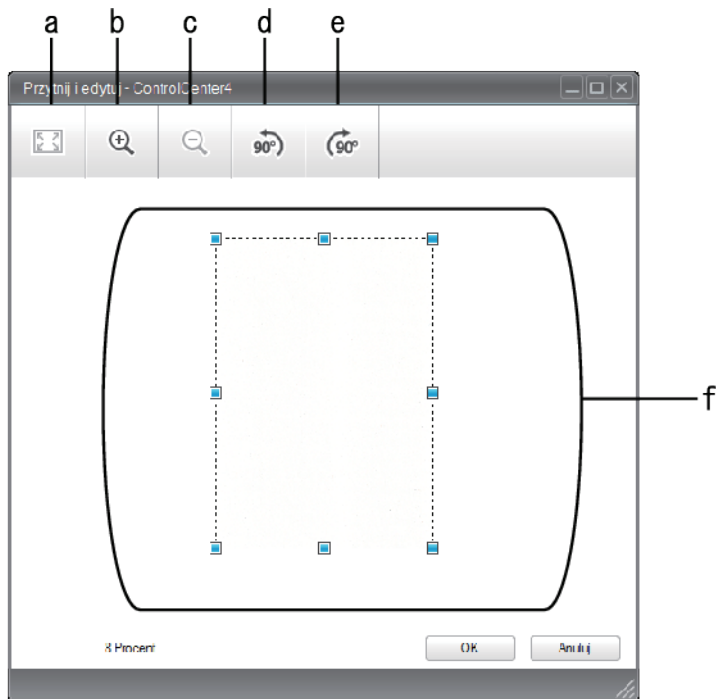 a b c d e
Przytnij i edytuj - ControlCenter4
90° 90°
f
8 Procent OK Anuluj